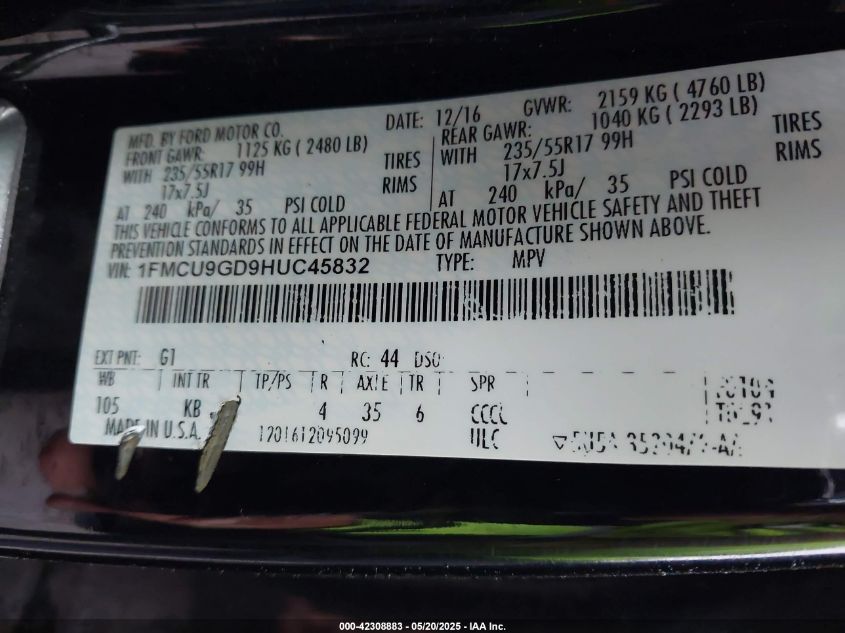 MFD. BY FORD MOTOR CO.
DATE: 12/16 GVWR: 2159 KG ( 4760 LB)
FRONT GAWR: 1125 KG ( 2480 LB)
REAR GAWR: 1040 KG ( 2293 LB)
WITH 235/55R17 99H TIRES
WITH 235/55R17 99H TIRES
17x7.5J RIMS
17x7.5J RIMS
AT 240 kPa/ 35 PSI COLD
AT 240 kPa/ 35 PSI COLD
THIS VEHICLE CONFORMS TO ALL APPLICABLE FEDERAL MOTOR VEHICLE SAFETY AND THEFT
PREVENTION STANDARDS IN EFFECT ON THE DATE OF MANUFACTURE SHOWN ABOVE.
VIN: 1FMCU9GD9HUC45832 TYPE: MPV
EXT PNT: G1 RC: 44 DSO:
WB INT TR TP/PS R AXLE TR SPR
105 KB 4 35 6
MADE IN U.S.A.
1201612095099
000-42308883 — 05/20/2025 — IAA Inc.